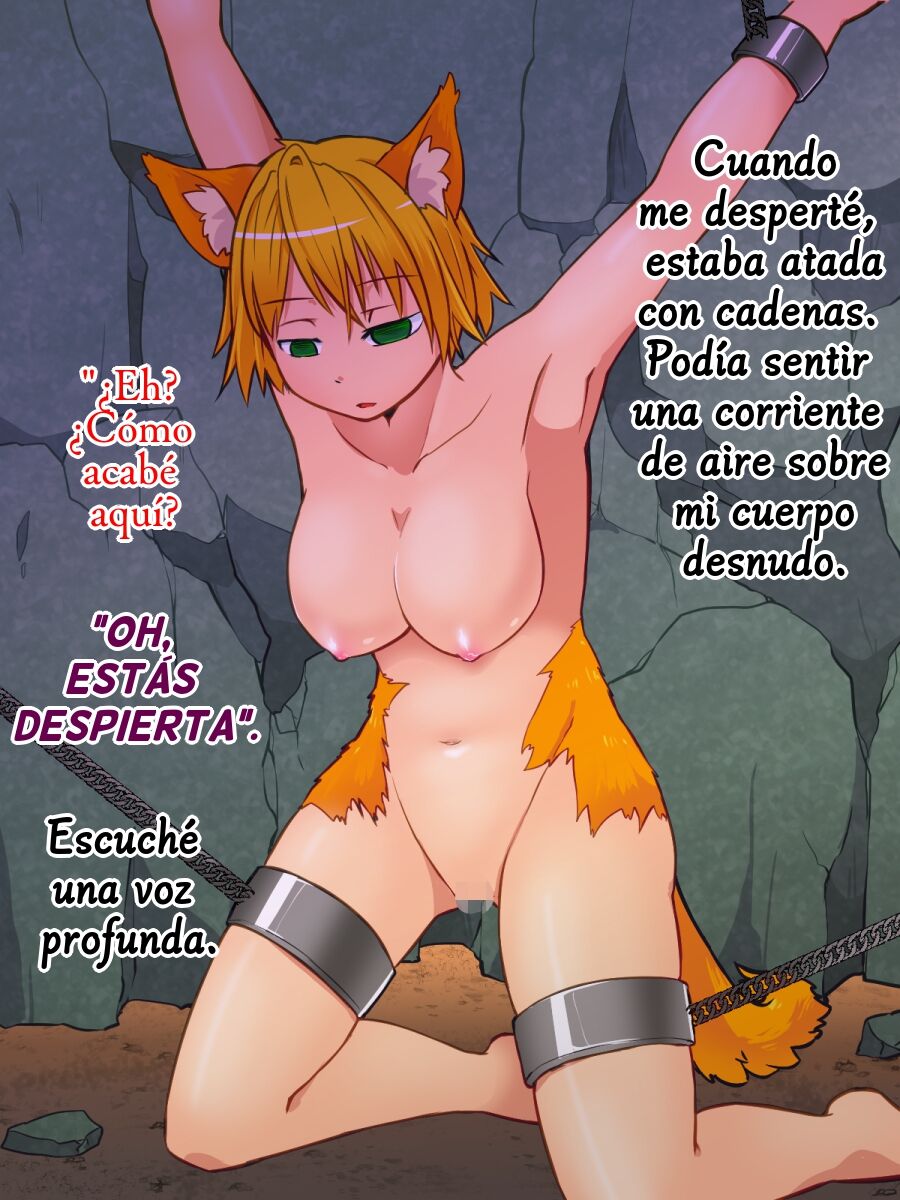 Cuando
me desperté,
estaba atada
con cadenas.
Podía sentir
una corriente
de aire sobre
mi cuerpo
desnudo.
"¿Eh?
¿Cómo
acabé
aquí?
"OH,
ESTÁS
DESPIERTA".
Escuché
una voz
profunda.